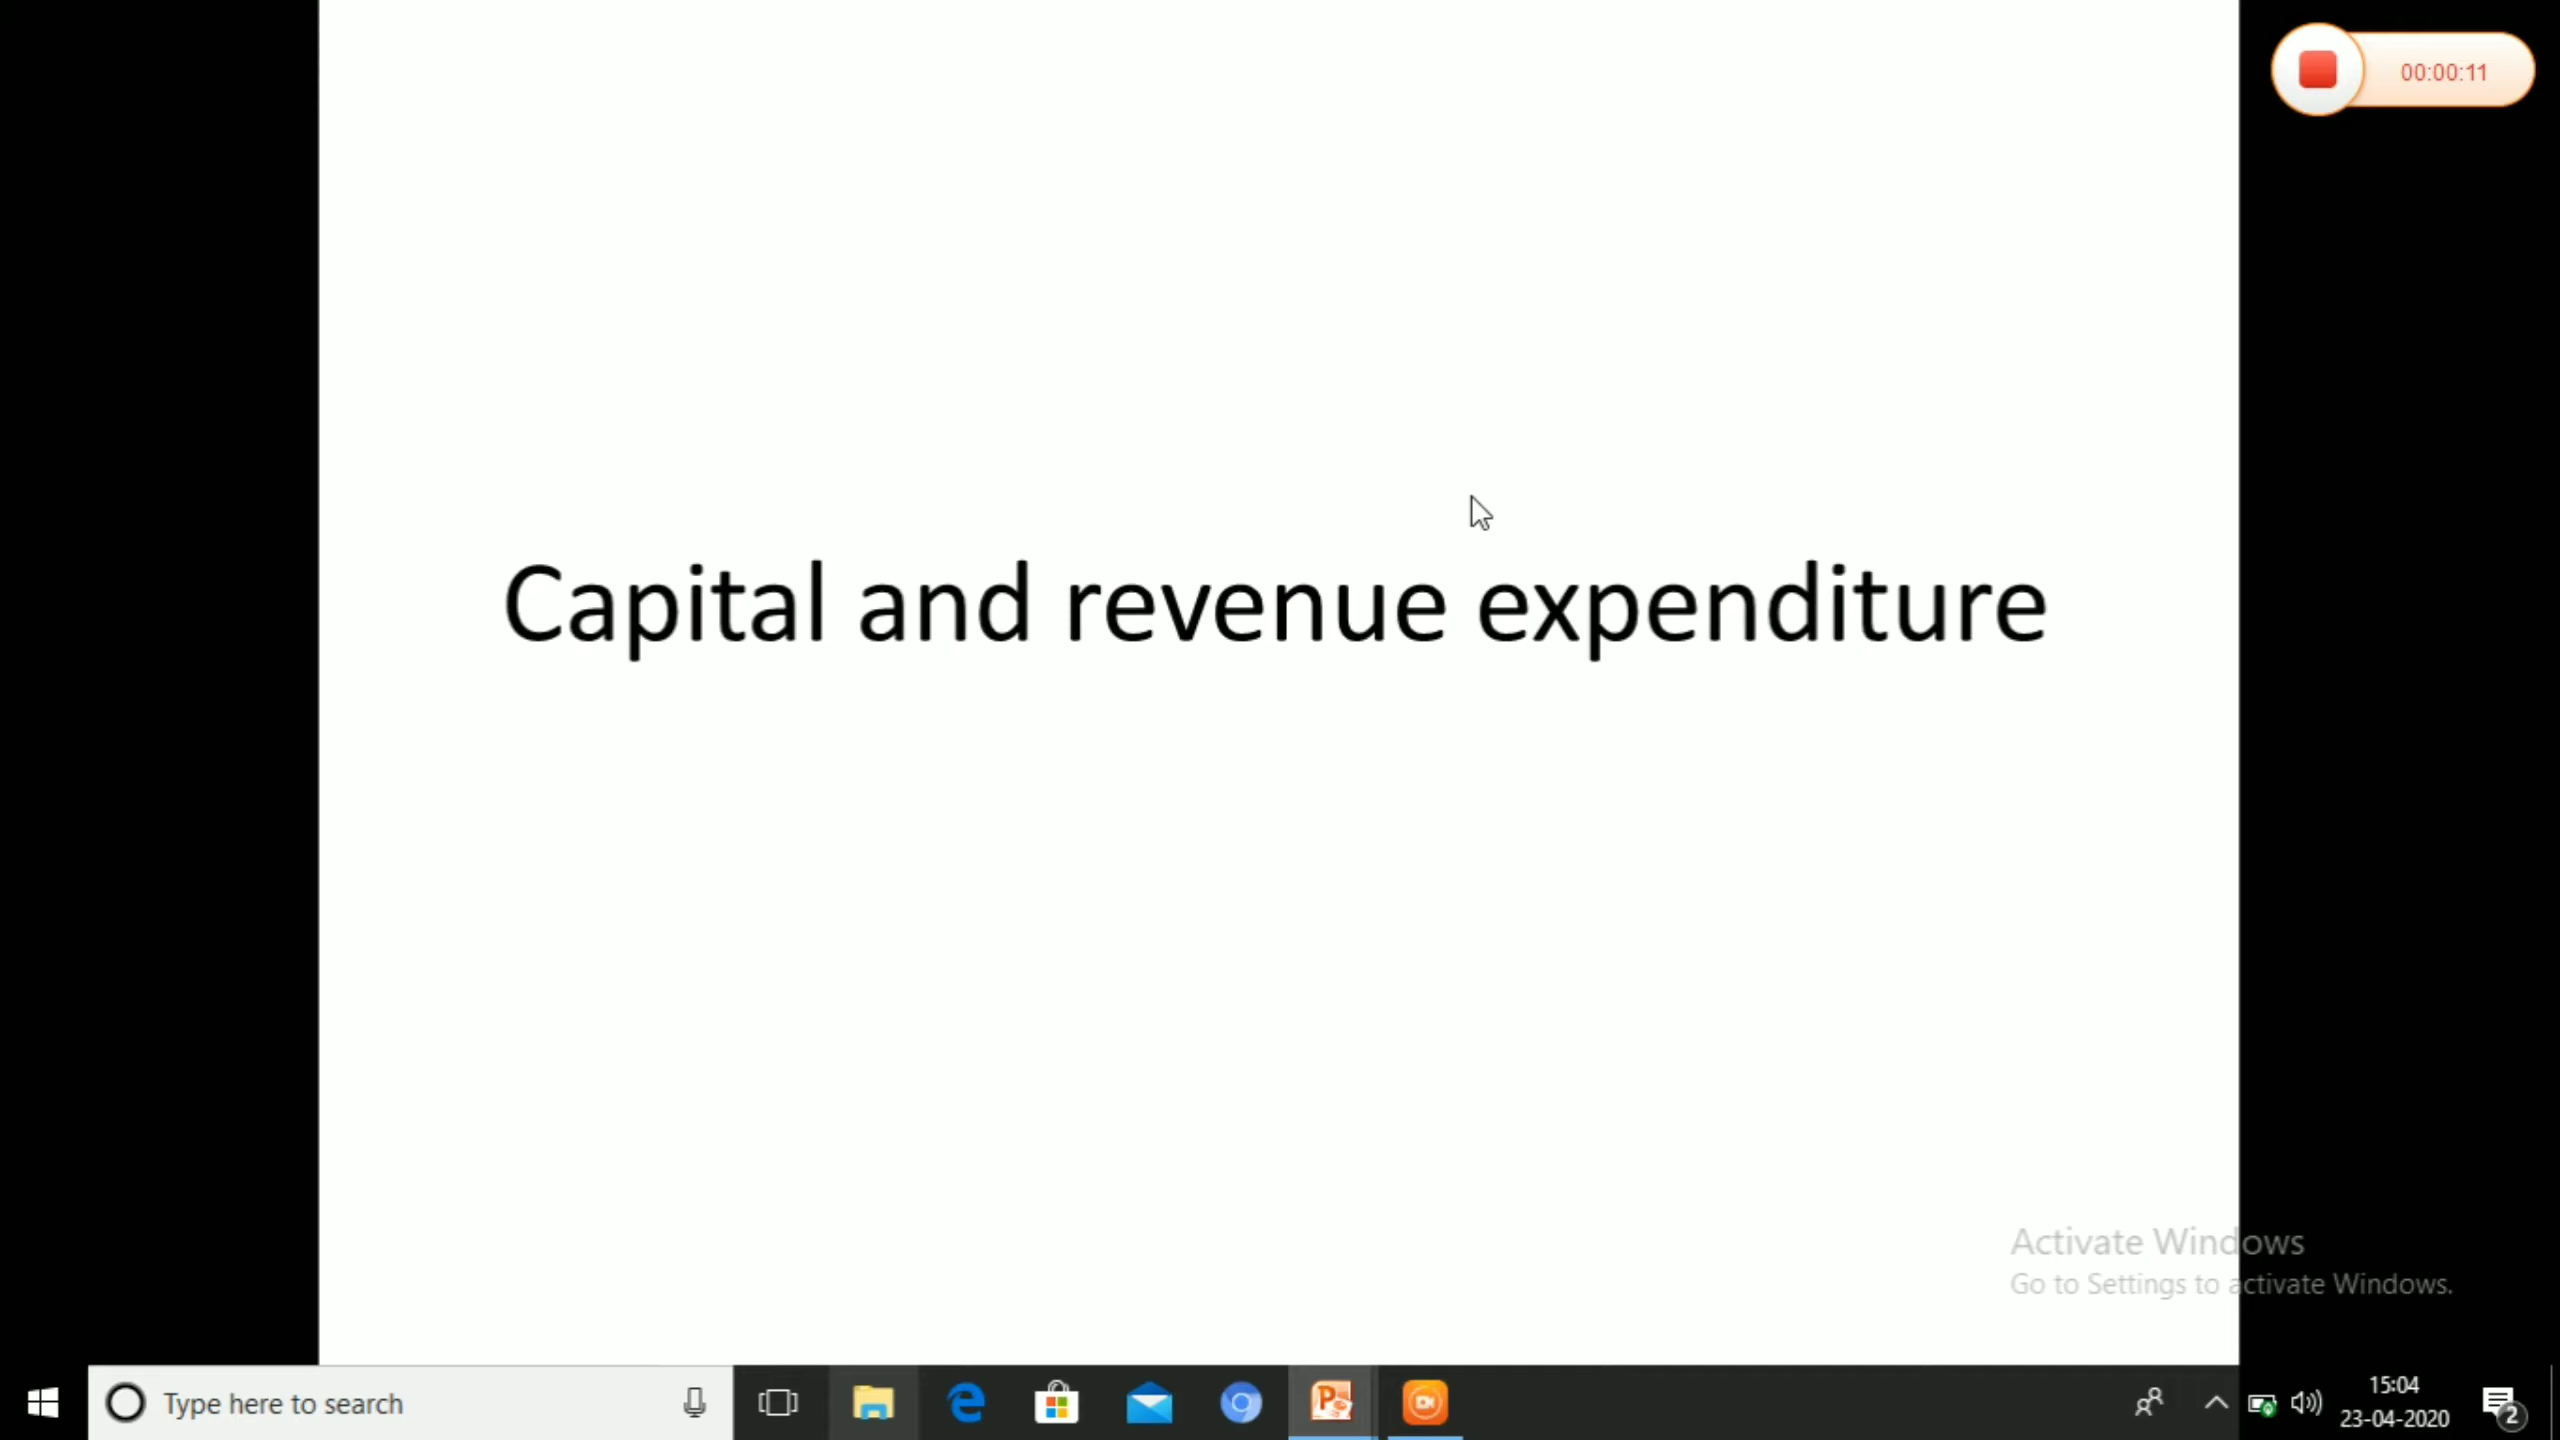 00:00:11
Capital and revenue expenditure
Activate Windows
Go to Settings to activate Windows.
Type here to search
15:04
23-04-2020
2